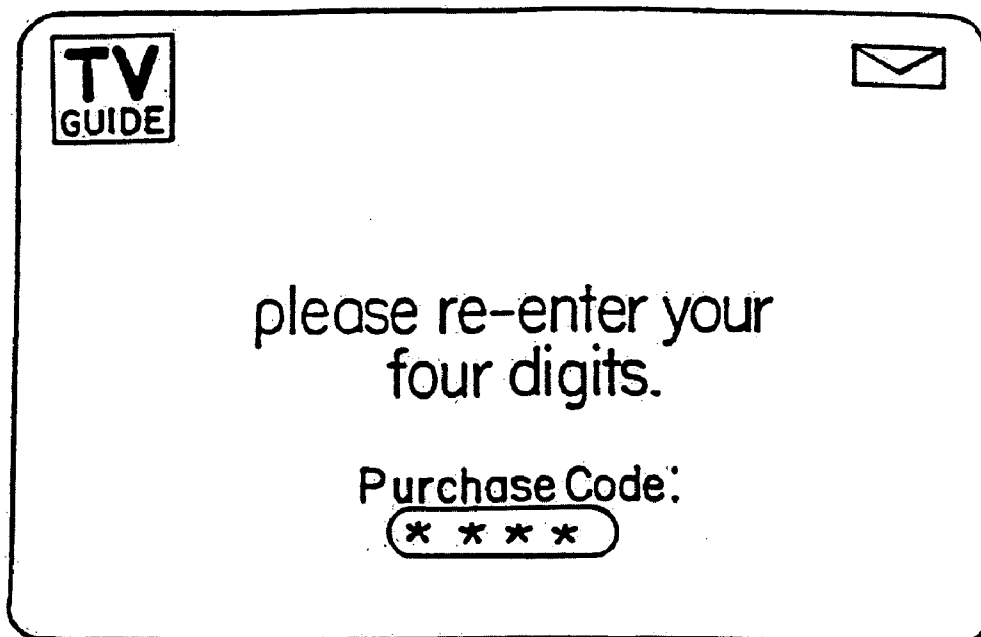 TV
GUIDE
please re-enter your
four digits.
Purchase Code:
* * * *